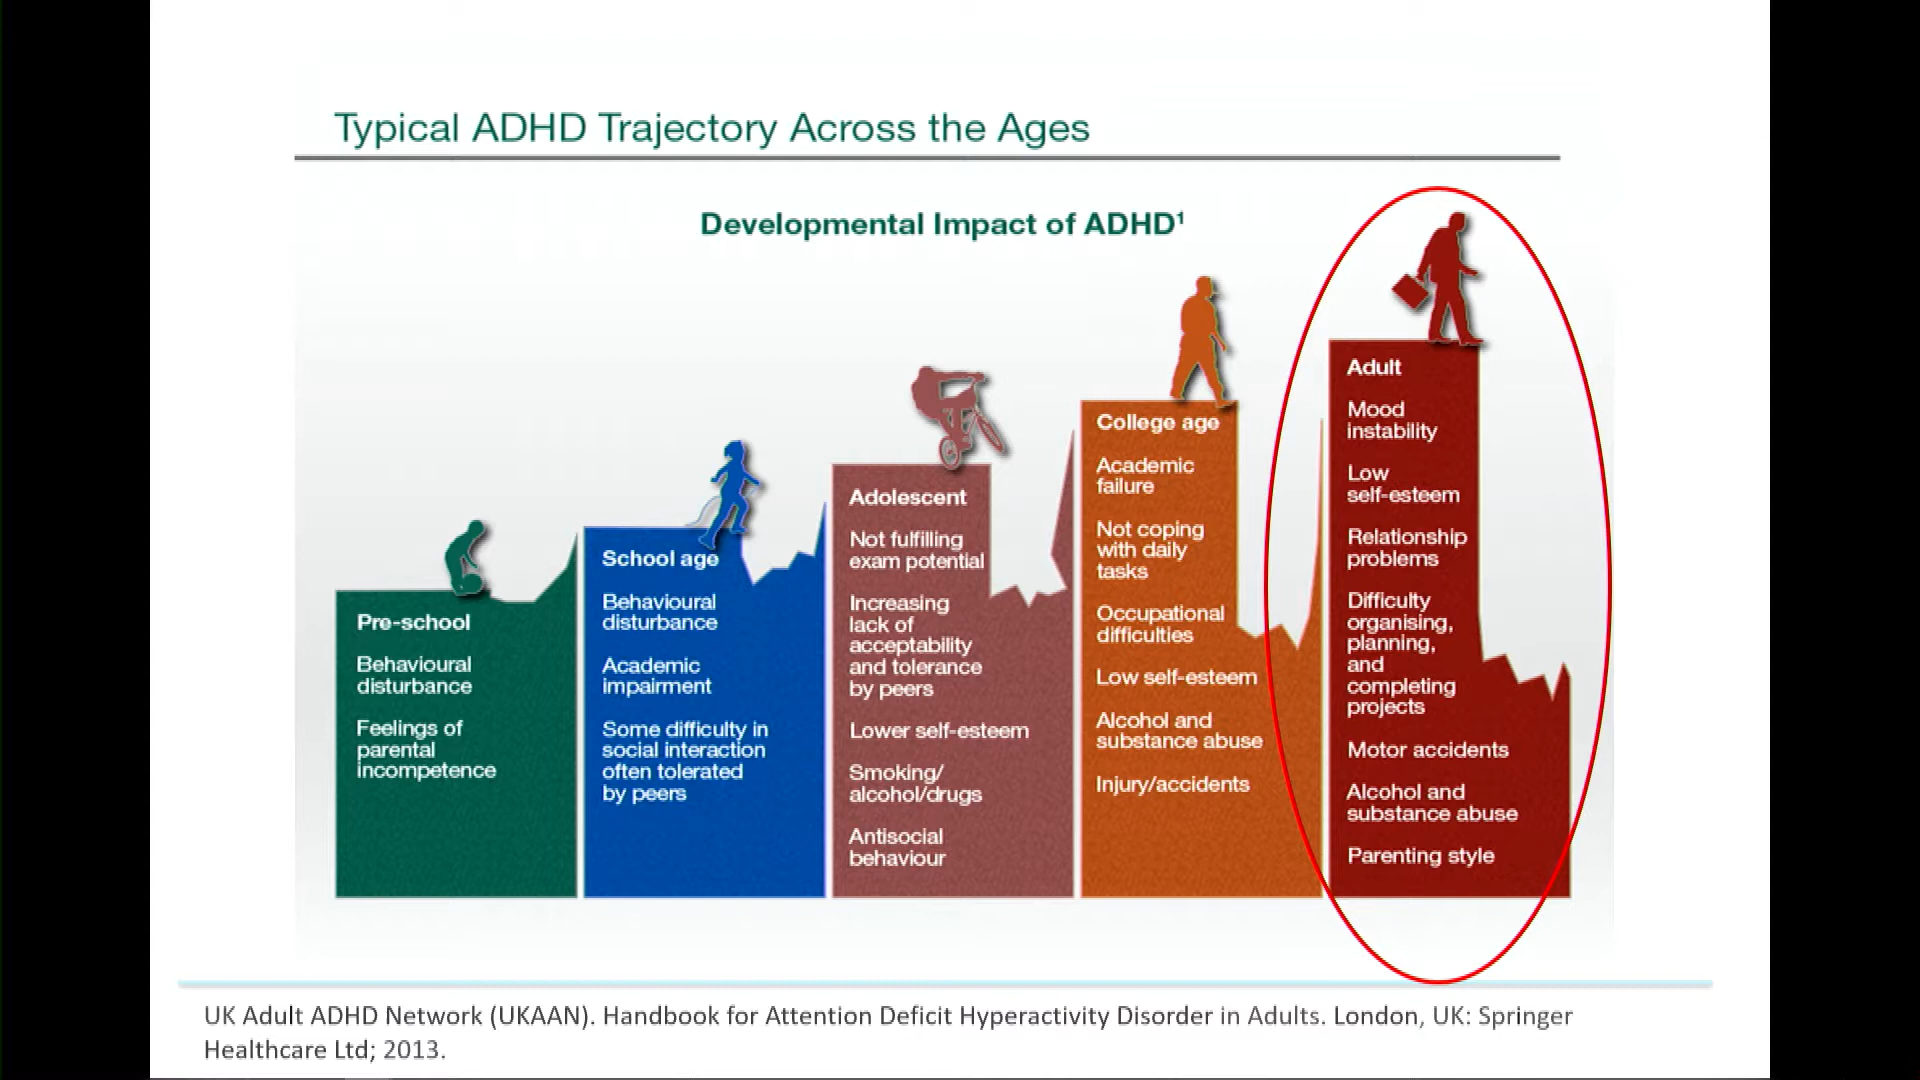 Typical ADHD Trajectory Across the Ages
Developmental Impact of ADHD¹
Pre-school
Behavioural
disturbance
Feelings of
parental
incompetence
School age
Behavioural
disturbance
Academic
impairment
Some difficulty in
social interaction
often tolerated
by peers
Adolescent
Not fulfilling
exam potential
Increasing
lack of
acceptability
and tolerance
by peers
Lower self-esteem
Smoking/
alcohol/drugs
Antisocial
behaviour
College age
Academic
failure
Not coping
with daily
tasks
Occupational
difficulties
Low self-esteem
Alcohol and
substance abuse
Injury/accidents
Adult
Mood
instability
Low
self-esteem
Relationship
problems
Difficulty
organising,
planning,
and
completing
projects
Motor accidents
Alcohol and
substance abuse
Parenting style
UK Adult ADHD Network (UKAAN). Handbook for Attention Deficit Hyperactivity Disorder in Adults. London, UK: Springer
Healthcare Ltd; 2013.